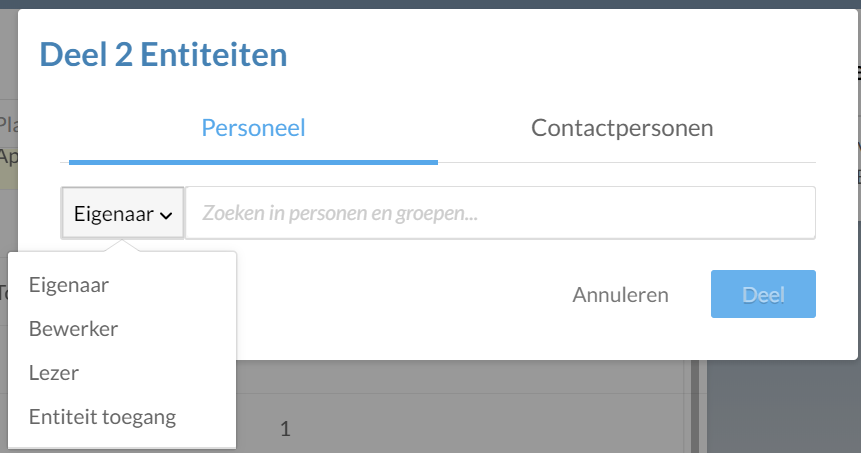 Deel 2 Entiteiten
Personeel
Contactpersonen
Eigenaar
Zoeken in personen en groepen...
Annuleren
Deel
Eigenaar
Bewerker
Lezer
Entiteit toegang
1